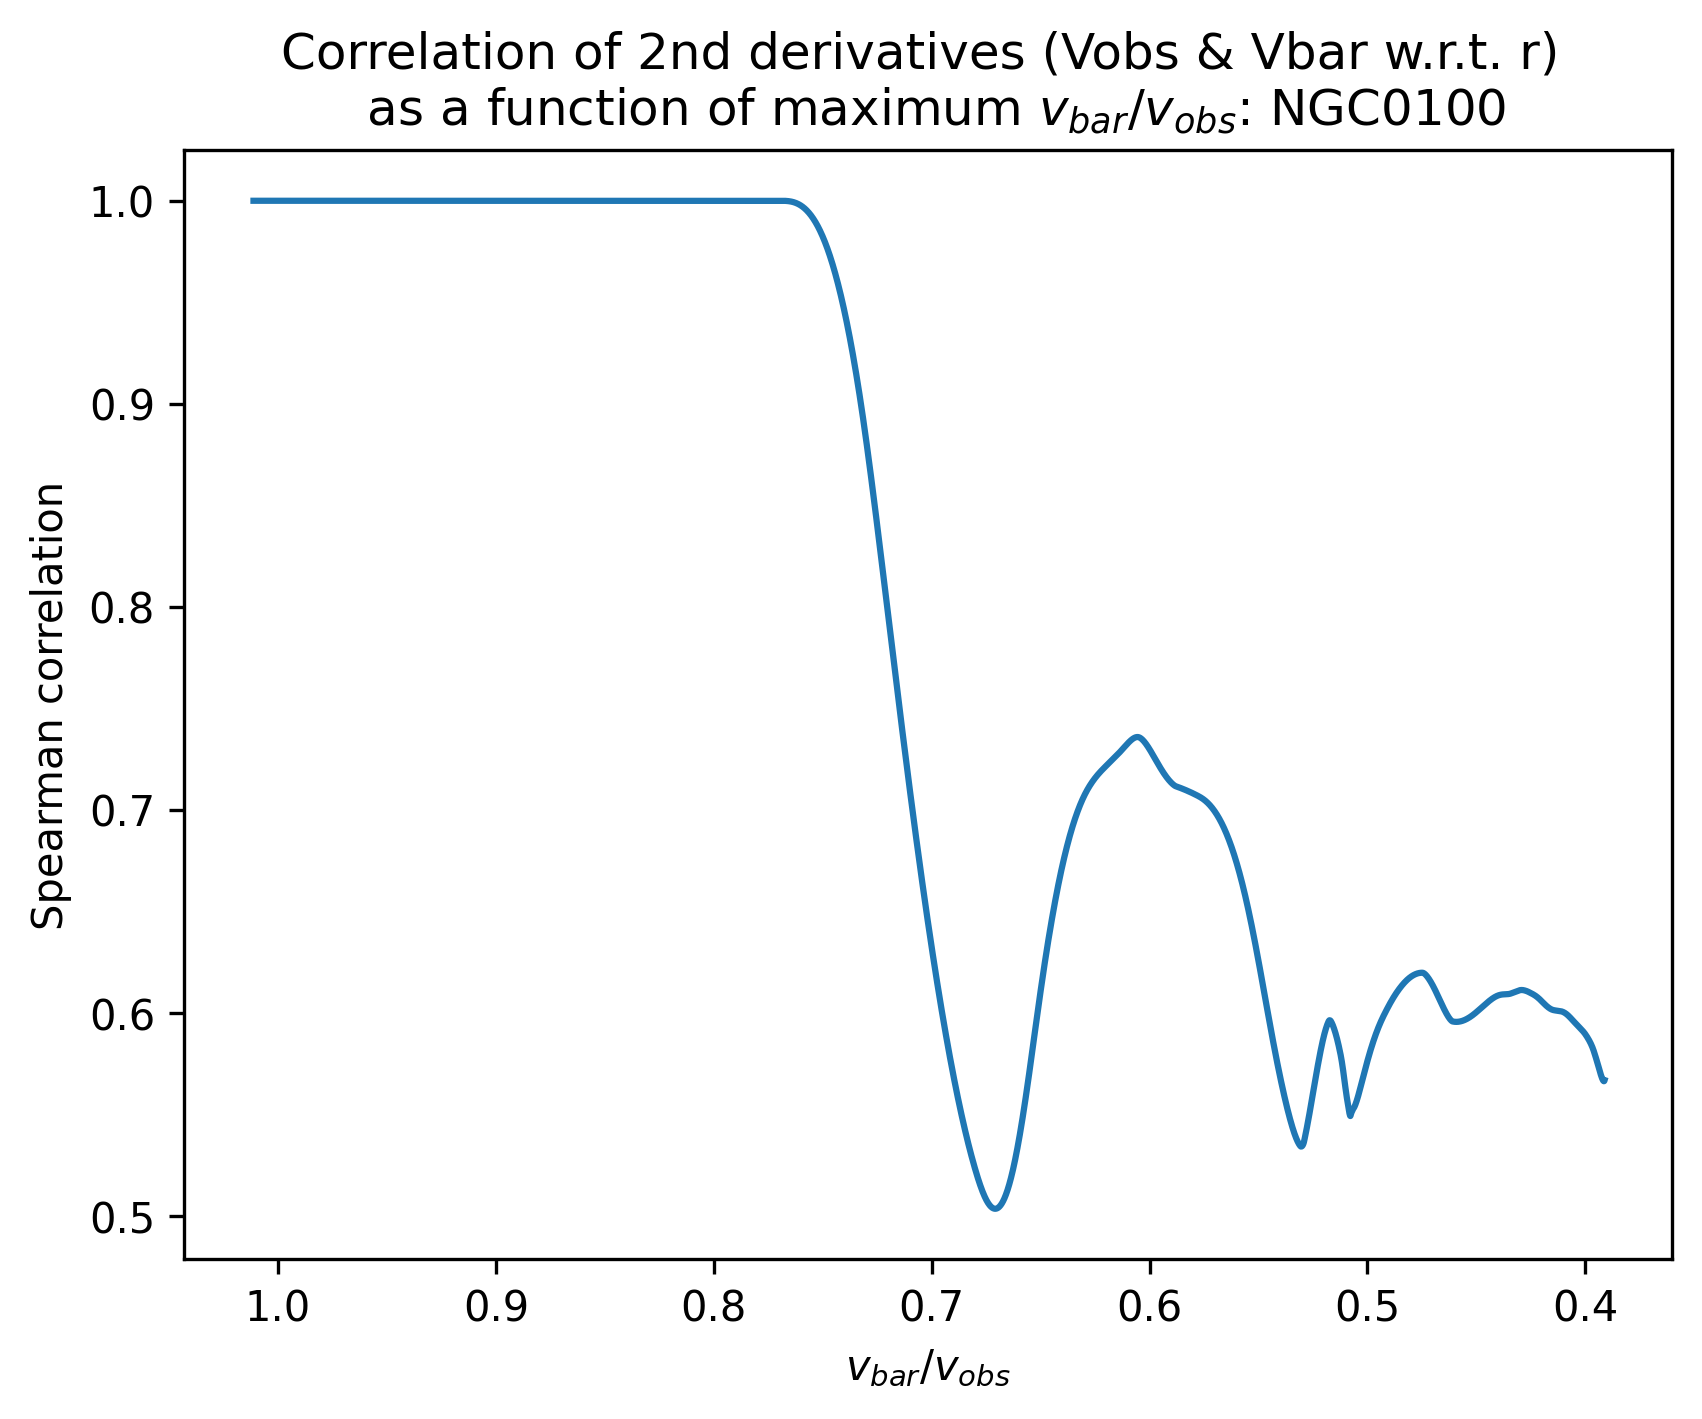 Correlation of 2nd derivatives (Vobs & Vbar w.r.t. r)
as a function of maximum v_bar/v_obs: NGC0100
1.0
0.9
0.8
0.7
0.6
0.5
Spearman correlation
1.0 0.9 0.8 0.7 0.6 0.5 0.4
v_bar/v_obs